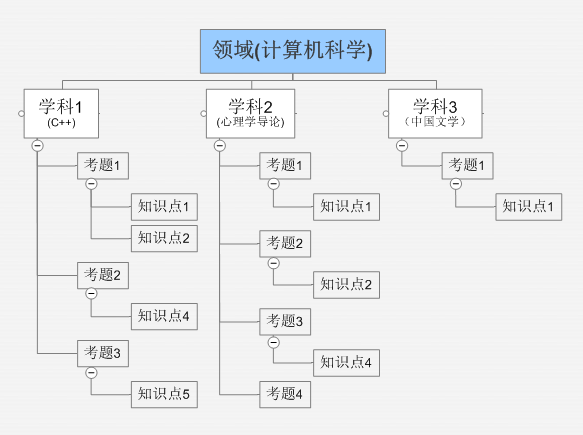 领域(计算机科学)
学科1
(C++)
考题1
知识点1
知识点2
考题2
知识点4
考题3
知识点5
学科2
(心理学导论)
考题1
知识点1
考题2
知识点2
考题3
知识点4
考题4
学科3
（中国文学）
考题1
知识点1